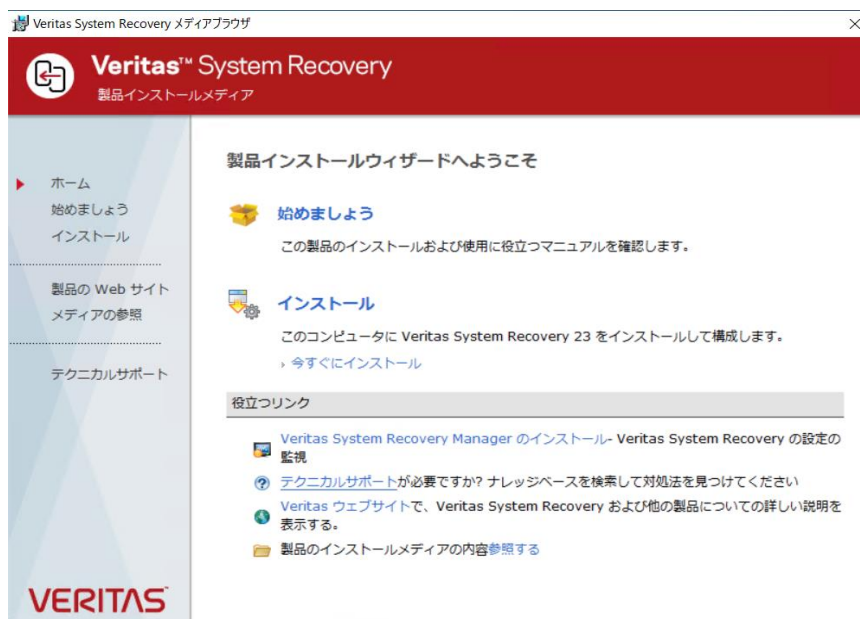 Veritas System Recovery メディアブラウザ
Veritas™ System Recovery
製品インストールメディア
ホーム
始めましょう
インストール
製品の Web サイト
メディアの参照
テクニカルサポート
製品インストールウィザードへようこそ
始めましょう
この製品のインストールおよび使用に役立つマニュアルを確認します。
インストール
このコンピュータに Veritas System Recovery 23 をインストールして構成します。
› 今すぐにインストール
役立つリンク
Veritas System Recovery Manager のインストール- Veritas System Recovery の設定の
監視
テクニカルサポートが必要ですか? ナレッジベースを検索して対処法を見つけてください
Veritas ウェブサイトで、Veritas System Recovery および他の製品についての詳しい説明を
表示する。
製品のインストールメディアの内容参照する
VERITAS